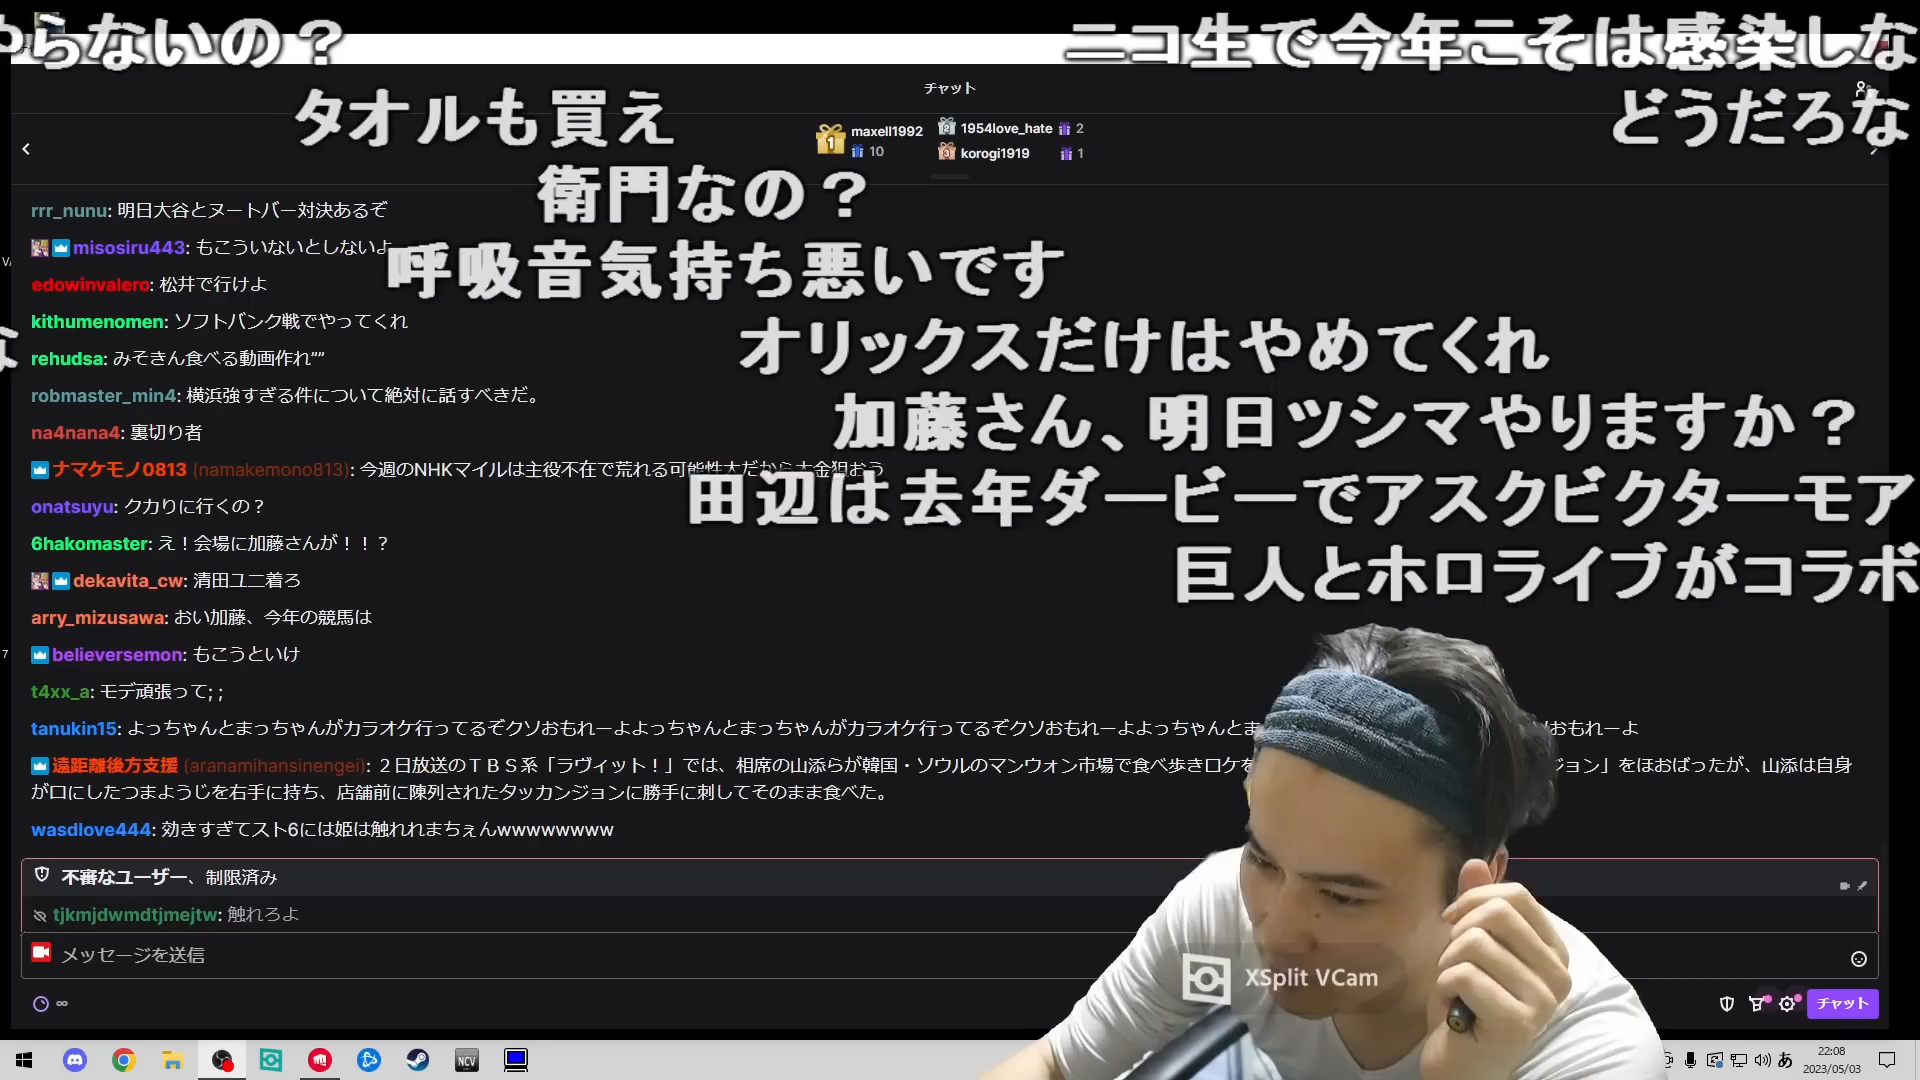 らないの？
ニコ生で今年こそは感染しな
チャット
タオルも買え
どうだろな
maxell1992
10
1954love_hate 2
korogi1919 1
衛門なの？
rrr_nunu: 明日大谷とヌートバー対決あるぞ
misosiru443: もこういないとしないよ
呼吸音気持ち悪いです
edowinvalero: 松井で行けよ
kithumenomen: ソフトバンク戦でやってくれ
オリックスだけはやめてくれ
rehudsa: みそきん食べる動画作れ””
robmaster_min4: 横浜強すぎる件について絶対に話すべきだ。
加藤さん、明日ツシマやりますか？
na4nana4: 裏切り者
ナマケモノ0813 (namakemono813): 今週のNHKマイルは主役不在で荒れる可能性大だから大金狙おう
田辺は去年ダービーでアスクビクターモア
onatsuyu: クカりに行くの？
6hakomaster: え！会場に加藤さんが！！？
巨人とホロライブがコラボ
dekavita_cw: 清田ユニ着ろ
arry_mizusawa: おい加藤、今年の競馬は
believersemon: もこうといけ
t4xx_a: モデ頑張って; ;
tanukin15: よっちゃんとまっちゃんがカラオケ行ってるぞクソおもれーよよっちゃんとまっちゃんがカラオケ行ってるぞクソおもれーよよっちゃんとま おもれーよ
遠距離後方支援 (aranamihansinengei): ２日放送のＴＢＳ系「ラヴィット！」では、相席の山添らが韓国・ソウルのマンウォン市場で食べ歩きロケを ジョン」をほおばったが、山添は自身
が口にしたつまようじを右手に持ち、店舗前に陳列されたタッカンジョンに勝手に刺してそのまま食べた。
wasdlove444: 効きすぎてスト6には姫は触れれまちぇんwwwwwwww
不審なユーザー、制限済み
tjkmjdwmdtjmejtw: 触れろよ
メッセージを送信
XSplit VCam
∞
チャット
NCV
あ
22:08
2023/05/03